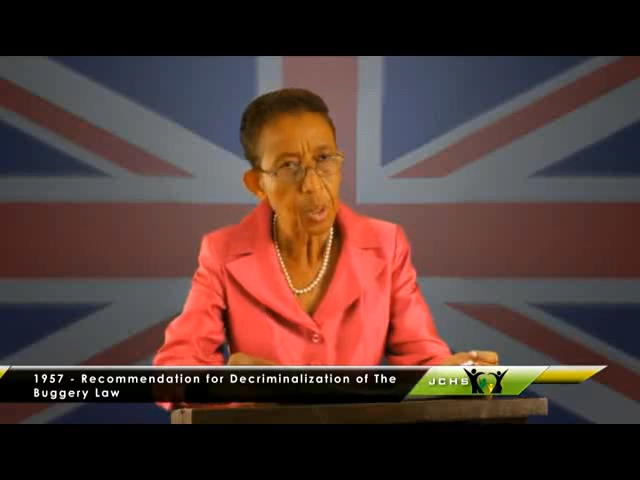 1957 - Recommendation for Decriminalization of The
Buggery Law
JCHS